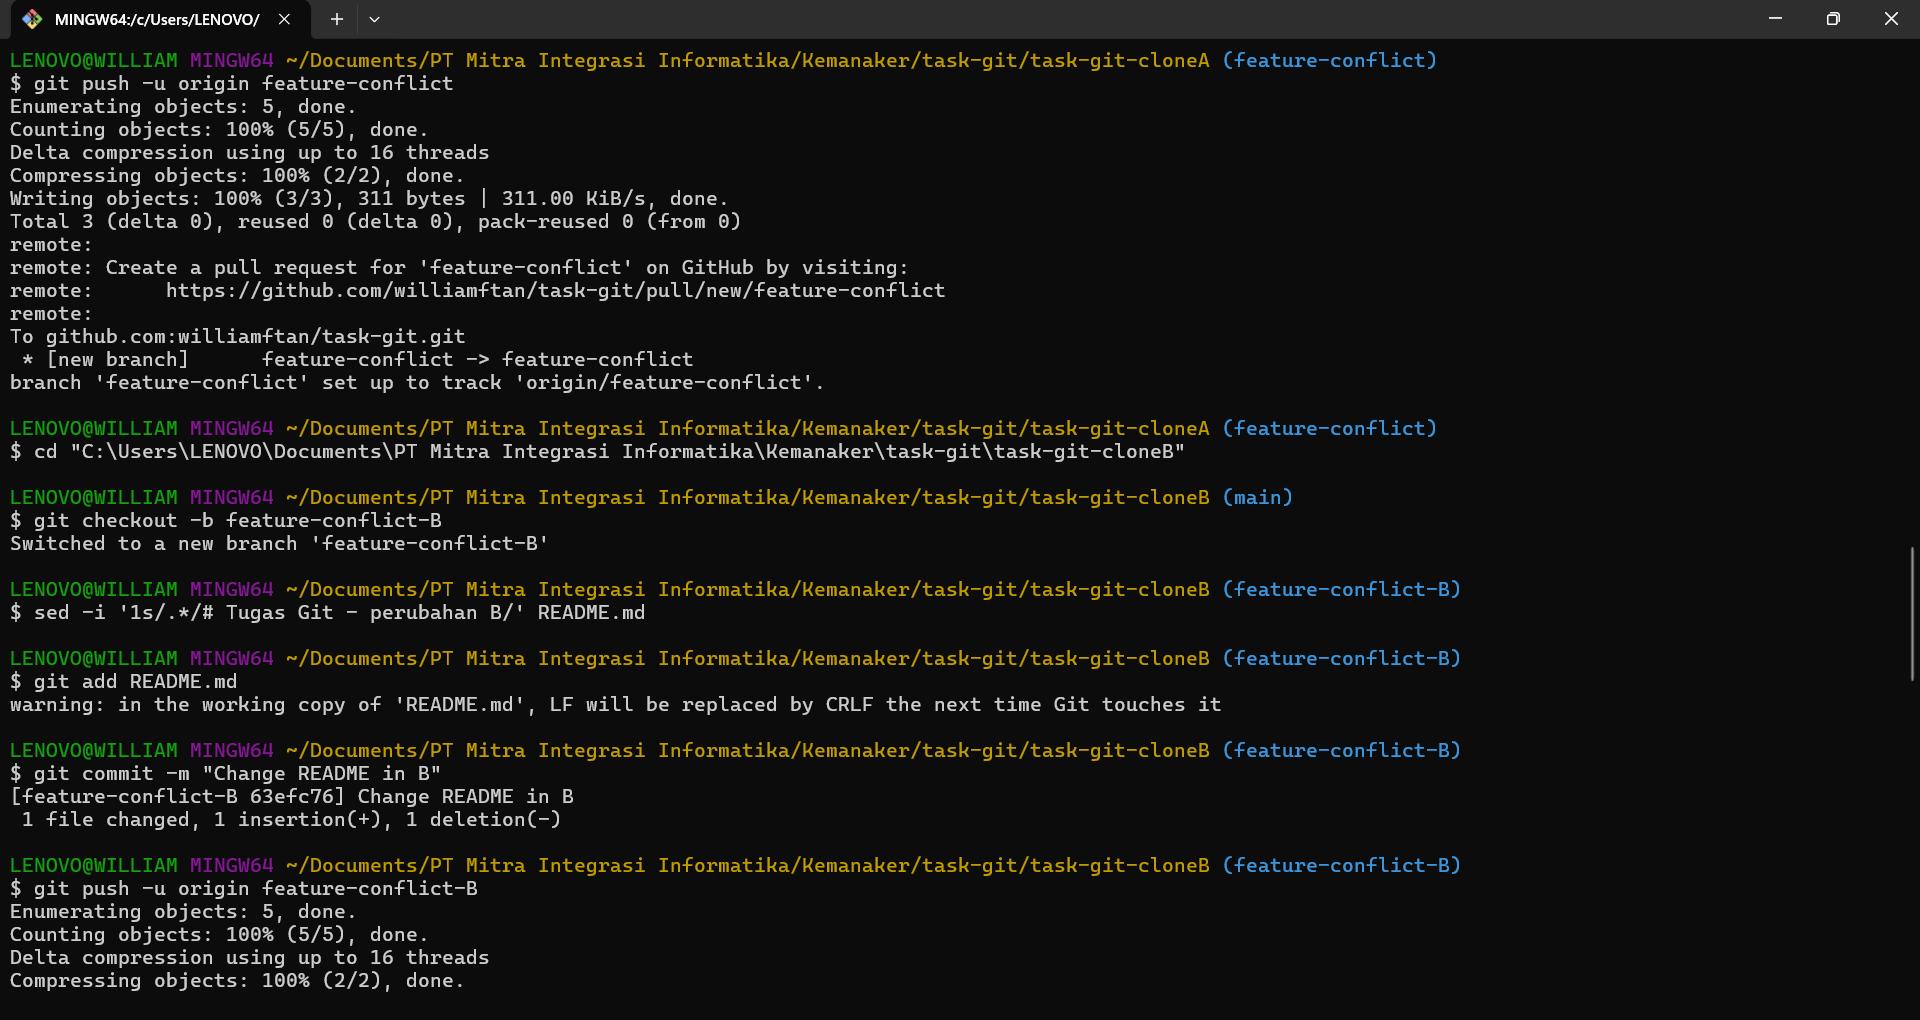 MINGW64:/c/Users/LENOVO/
LENOVO@WILLIAM MINGW64 ~/Documents/PT Mitra Integrasi Informatika/Kemanaker/task-git/task-git-cloneA (feature-conflict)
$ git push -u origin feature-conflict
Enumerating objects: 5, done.
Counting objects: 100% (5/5), done.
Delta compression using up to 16 threads
Compressing objects: 100% (2/2), done.
Writing objects: 100% (3/3), 311 bytes | 311.00 KiB/s, done.
Total 3 (delta 0), reused 0 (delta 0), pack-reused 0 (from 0)
remote:
remote: Create a pull request for 'feature-conflict' on GitHub by visiting:
remote:      https://github.com/williamftan/task-git/pull/new/feature-conflict
remote:
To github.com:williamftan/task-git.git
 * [new branch]      feature-conflict -> feature-conflict
branch 'feature-conflict' set up to track 'origin/feature-conflict'.
LENOVO@WILLIAM MINGW64 ~/Documents/PT Mitra Integrasi Informatika/Kemanaker/task-git/task-git-cloneA (feature-conflict)
$ cd "C:\Users\LENOVO\Documents\PT Mitra Integrasi Informatika\Kemanaker\task-git\task-git-cloneB"
LENOVO@WILLIAM MINGW64 ~/Documents/PT Mitra Integrasi Informatika/Kemanaker/task-git/task-git-cloneB (main)
$ git checkout -b feature-conflict-B
Switched to a new branch 'feature-conflict-B'
LENOVO@WILLIAM MINGW64 ~/Documents/PT Mitra Integrasi Informatika/Kemanaker/task-git/task-git-cloneB (feature-conflict-B)
$ sed -i '1s/.*/# Tugas Git - perubahan B/' README.md
LENOVO@WILLIAM MINGW64 ~/Documents/PT Mitra Integrasi Informatika/Kemanaker/task-git/task-git-cloneB (feature-conflict-B)
$ git add README.md
warning: in the working copy of 'README.md', LF will be replaced by CRLF the next time Git touches it
LENOVO@WILLIAM MINGW64 ~/Documents/PT Mitra Integrasi Informatika/Kemanaker/task-git/task-git-cloneB (feature-conflict-B)
$ git commit -m "Change README in B"
[feature-conflict-B 63efc76] Change README in B
 1 file changed, 1 insertion(+), 1 deletion(-)
LENOVO@WILLIAM MINGW64 ~/Documents/PT Mitra Integrasi Informatika/Kemanaker/task-git/task-git-cloneB (feature-conflict-B)
$ git push -u origin feature-conflict-B
Enumerating objects: 5, done.
Counting objects: 100% (5/5), done.
Delta compression using up to 16 threads
Compressing objects: 100% (2/2), done.